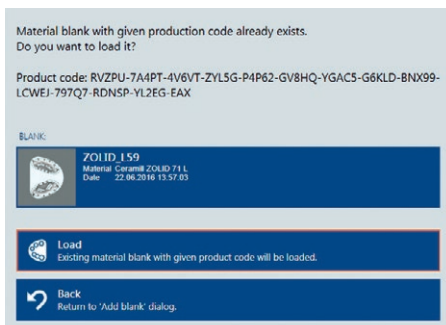 Material blank with given production code already exists.
Do you want to load it?
Product code: RVZPU-7A4PT-4V6VT-ZYL5G-P4P62-GV8HQ-YGAC5-G6KLD-BNX99-
LCWEJ-797Q7-RDNSP-YL2EG-EAX
BLANK:
ZOLID_L59
Material Ceramill ZOLID 71 L
Date 22.06.2016 13.57.03
Load
Existing material blank with given product code will be loaded.
Back
Return to 'Add blank' dialog.